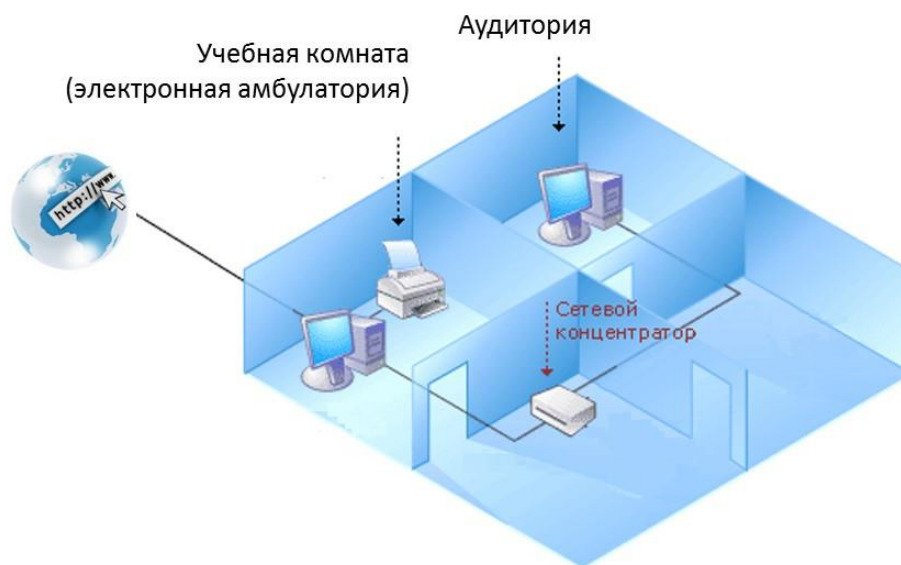 Аудитория
Учебная комната
(электронная амбулатория)
http://www.
Сетевой
концентратор